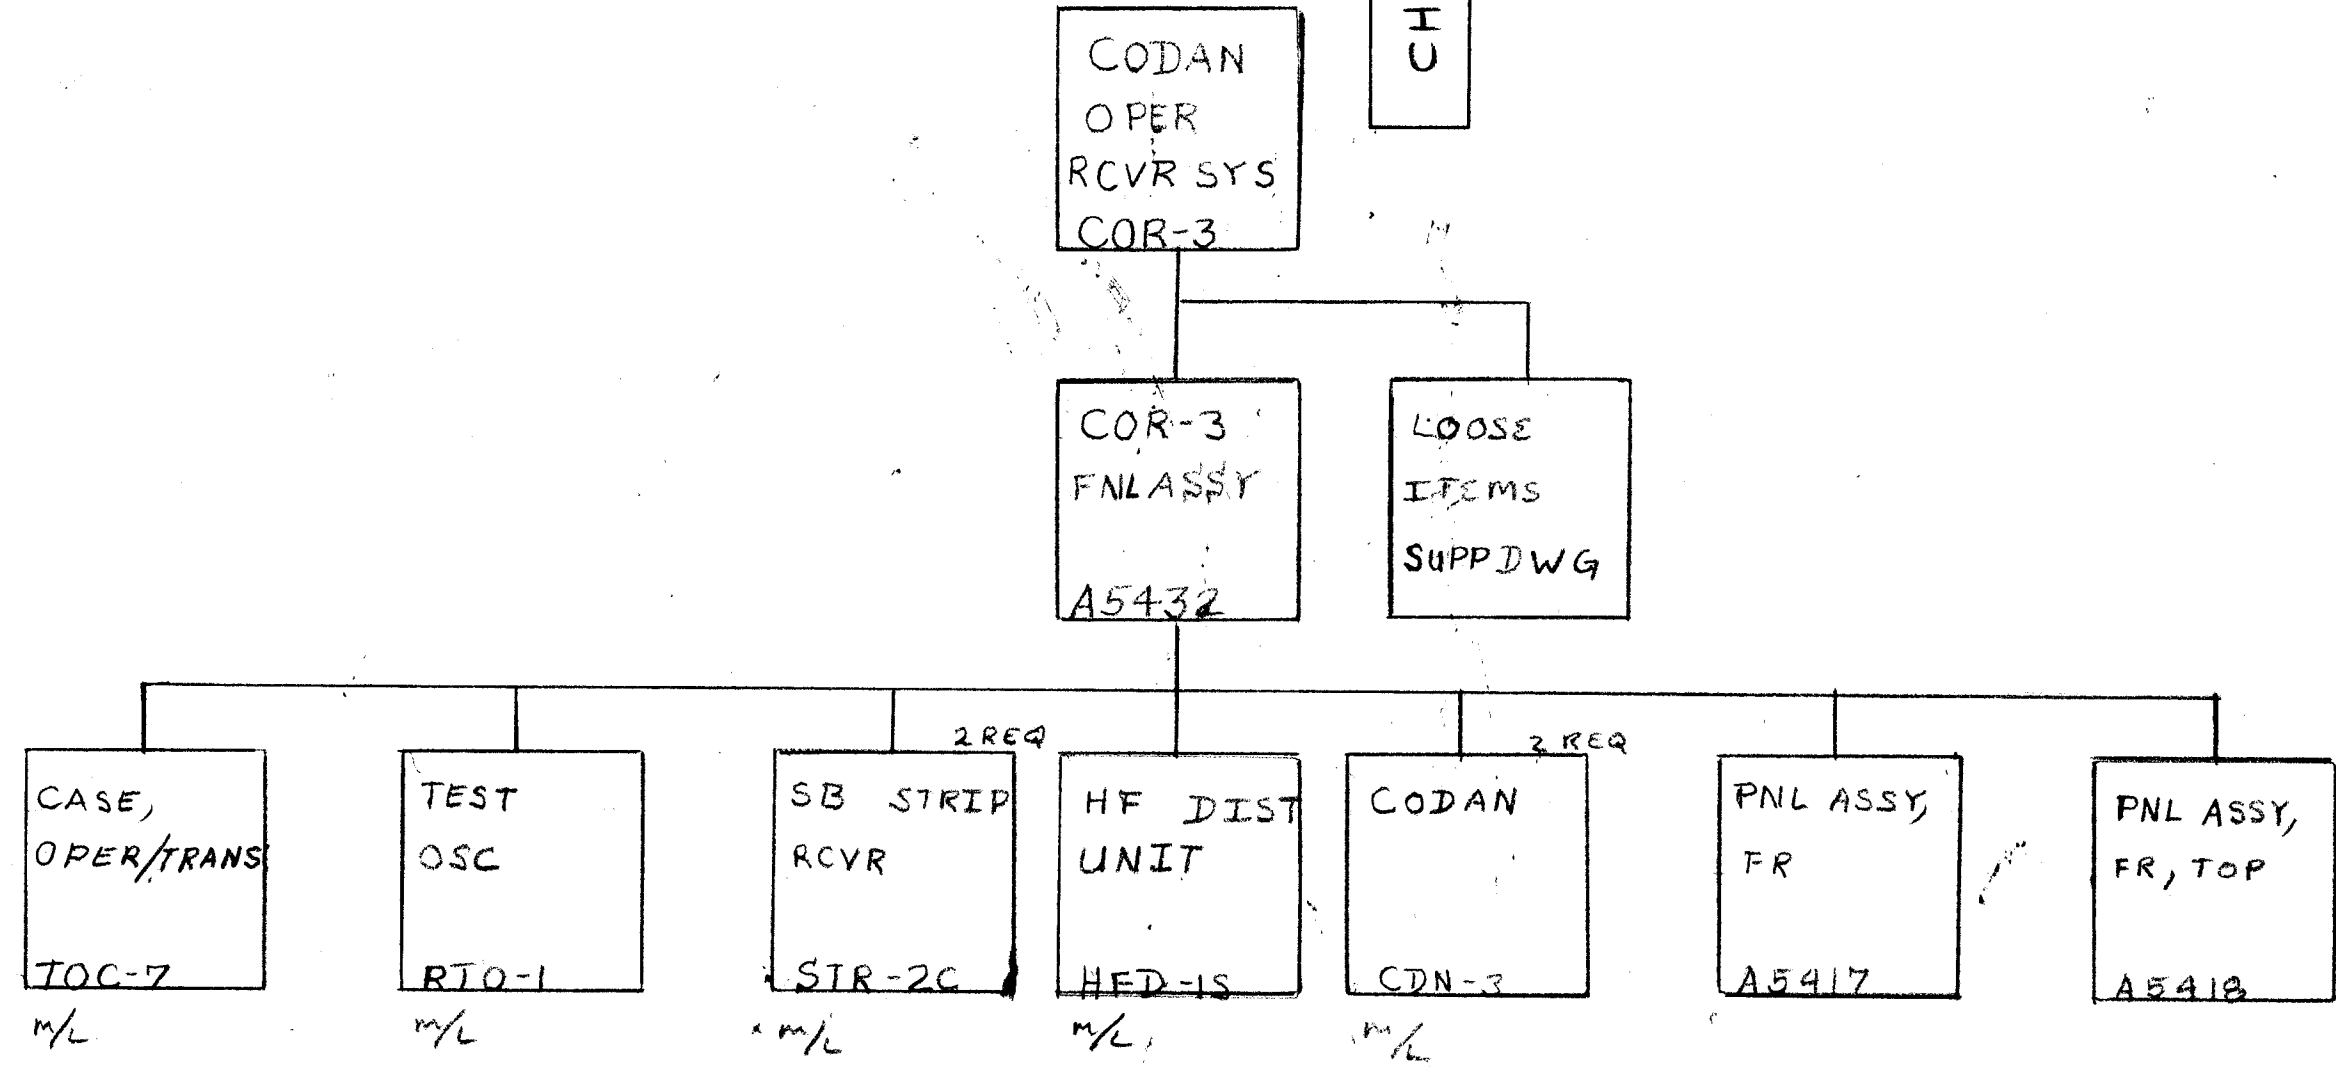 CH
CODAN
OPER
RCVR SYS
COR-3
COR-3
FNL ASSY
A5432
LOOSE
ITEMS
SUPP DWG
CASE,
OPER/TRANS
TOC-7
M/L
TEST
OSC
RTO-1
M/L
2 REQ
SB STRIP
RCVR
STR-2C
M/L
HF DIST
UNIT
HFD-1S
M/L
2 REQ
CODAN
CDN-3
M/L
PNL ASSY,
FR
A5417
PNL ASSY,
FR, TOP
A5418